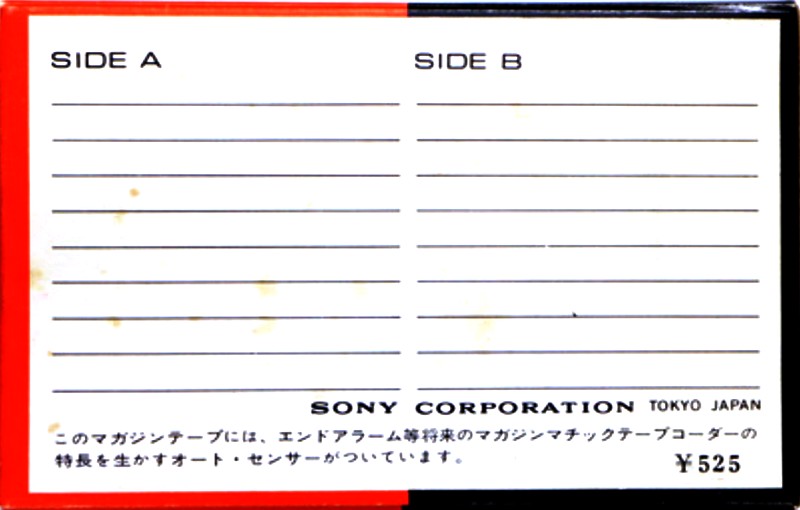 SIDE A SIDE B
SONY CORPORATION TOKYO JAPAN
このマガジンテープには、エンドアラーム等将来のマガジンマチックテープコーダーの
特長を生かすオート・センサーがついています。
¥525